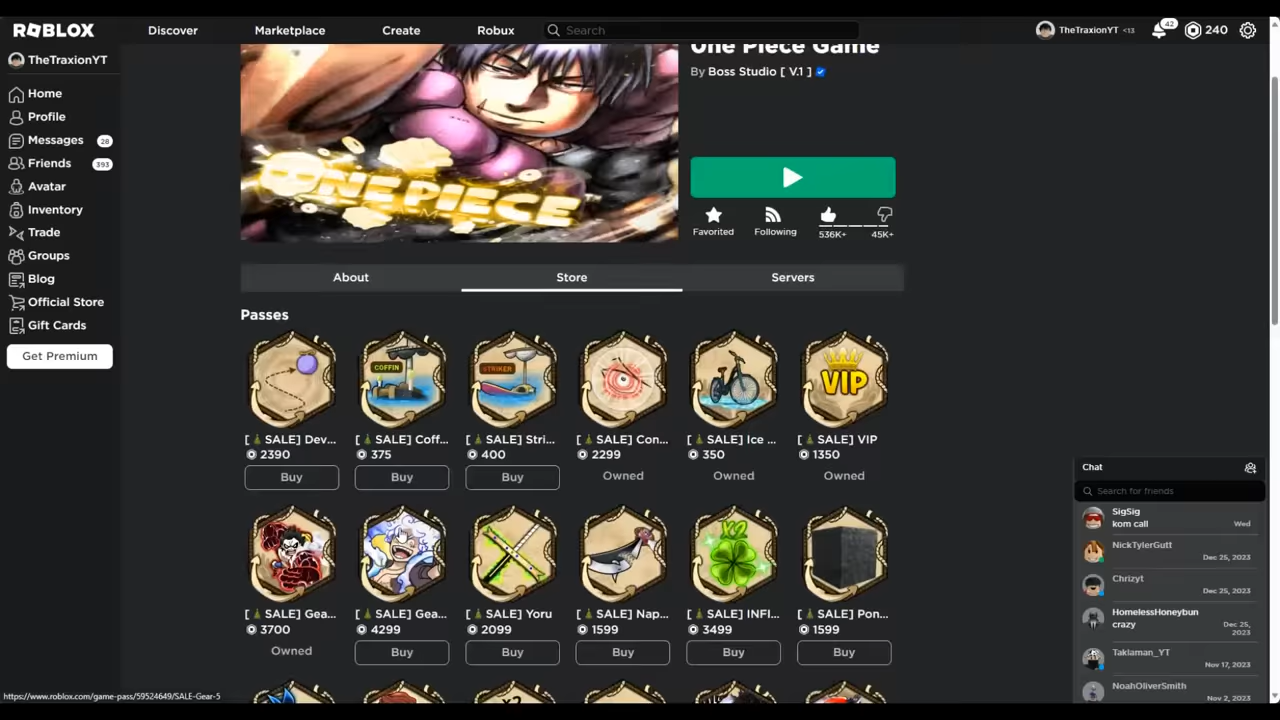 ROBLOX
Discover
Marketplace
Create
Robux
Search
TheTraxionYT <13
42
240
TheTraxionYT
Home
Profile
Messages 28
Friends 393
Avatar
Inventory
Trade
Groups
Blog
Official Store
Gift Cards
Get Premium
One Piece Game
By Boss Studio [ V.1 ]
ONE PIECE
Favorited
Following
536K+
45K+
About
Store
Servers
Passes
COFFIN
STRIKER
VIP
[🎄SALE] Dev...
[🎄SALE] Coff...
[🎄SALE] Stri...
[🎄SALE] Con...
[🎄SALE] Ice ...
[🎄SALE] VIP
2390
375
400
2299
350
1350
Buy
Buy
Buy
Owned
Owned
Owned
X2
[🎄SALE] Gea...
[🎄SALE] Gea...
[🎄SALE] Yoru
[🎄SALE] Nap...
[🎄SALE] INFI...
[🎄SALE] Pon...
3700
4299
2099
1599
3499
1599
Owned
Buy
Buy
Buy
Buy
Buy
Chat
Search for friends
SigSig
kom call
Wed
NickTylerGutt
Dec 25, 2023
Chrizyt
Dec 25, 2023
HomelessHoneybun
crazy
Dec 25,
2023
Taklaman_YT
Nov 17, 2023
NoahOliverSmith
Nov 2, 2023
https://www.roblox.com/game-pass/59524649/SALE-Gear-5